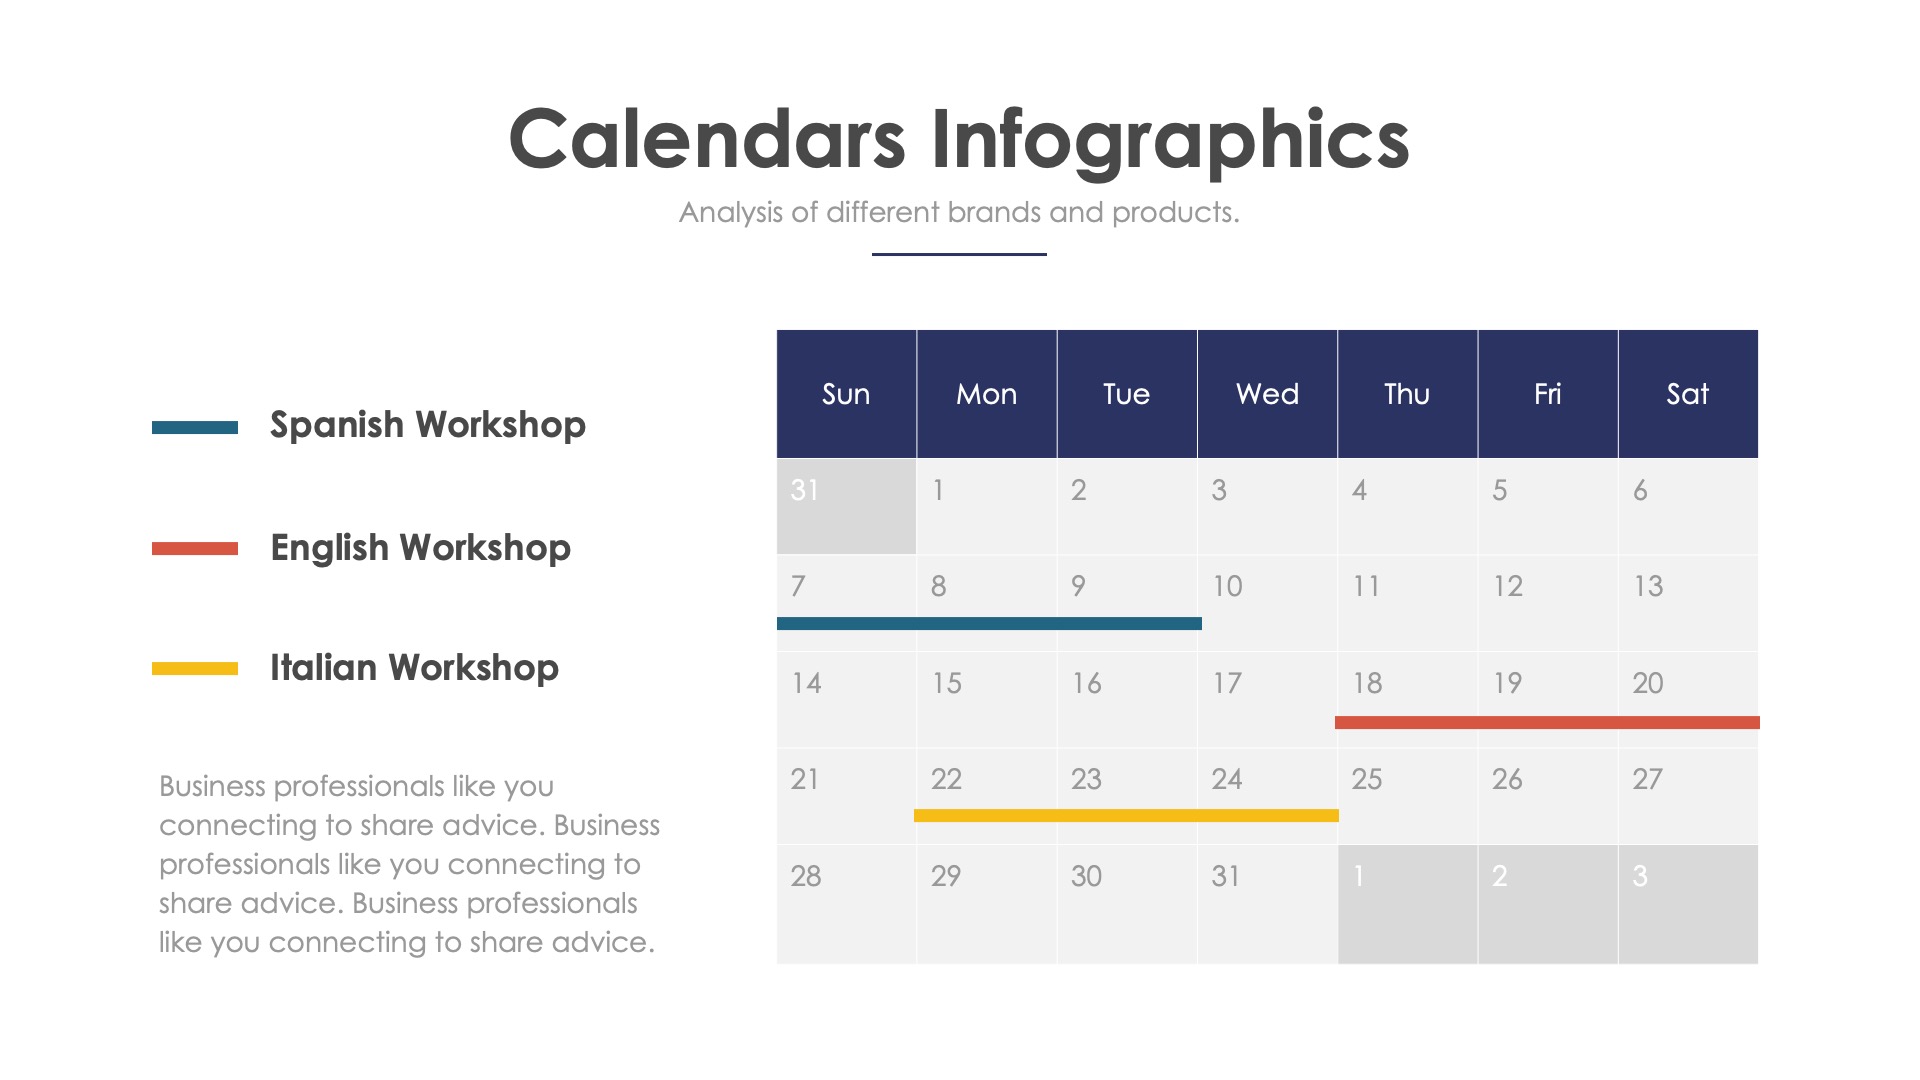 Calendars Infographics
Analysis of different brands and products.
Spanish Workshop
English Workshop
Italian Workshop
Business professionals like you
connecting to share advice. Business
professionals like you connecting to
share advice. Business professionals
like you connecting to share advice.
Sun Mon Tue Wed Thu Fri Sat
31 1 2 3 4 5 6
7 8 9 10 11 12 13
14 15 16 17 18 19 20
21 22 23 24 25 26 27
28 29 30 31 1 2 3